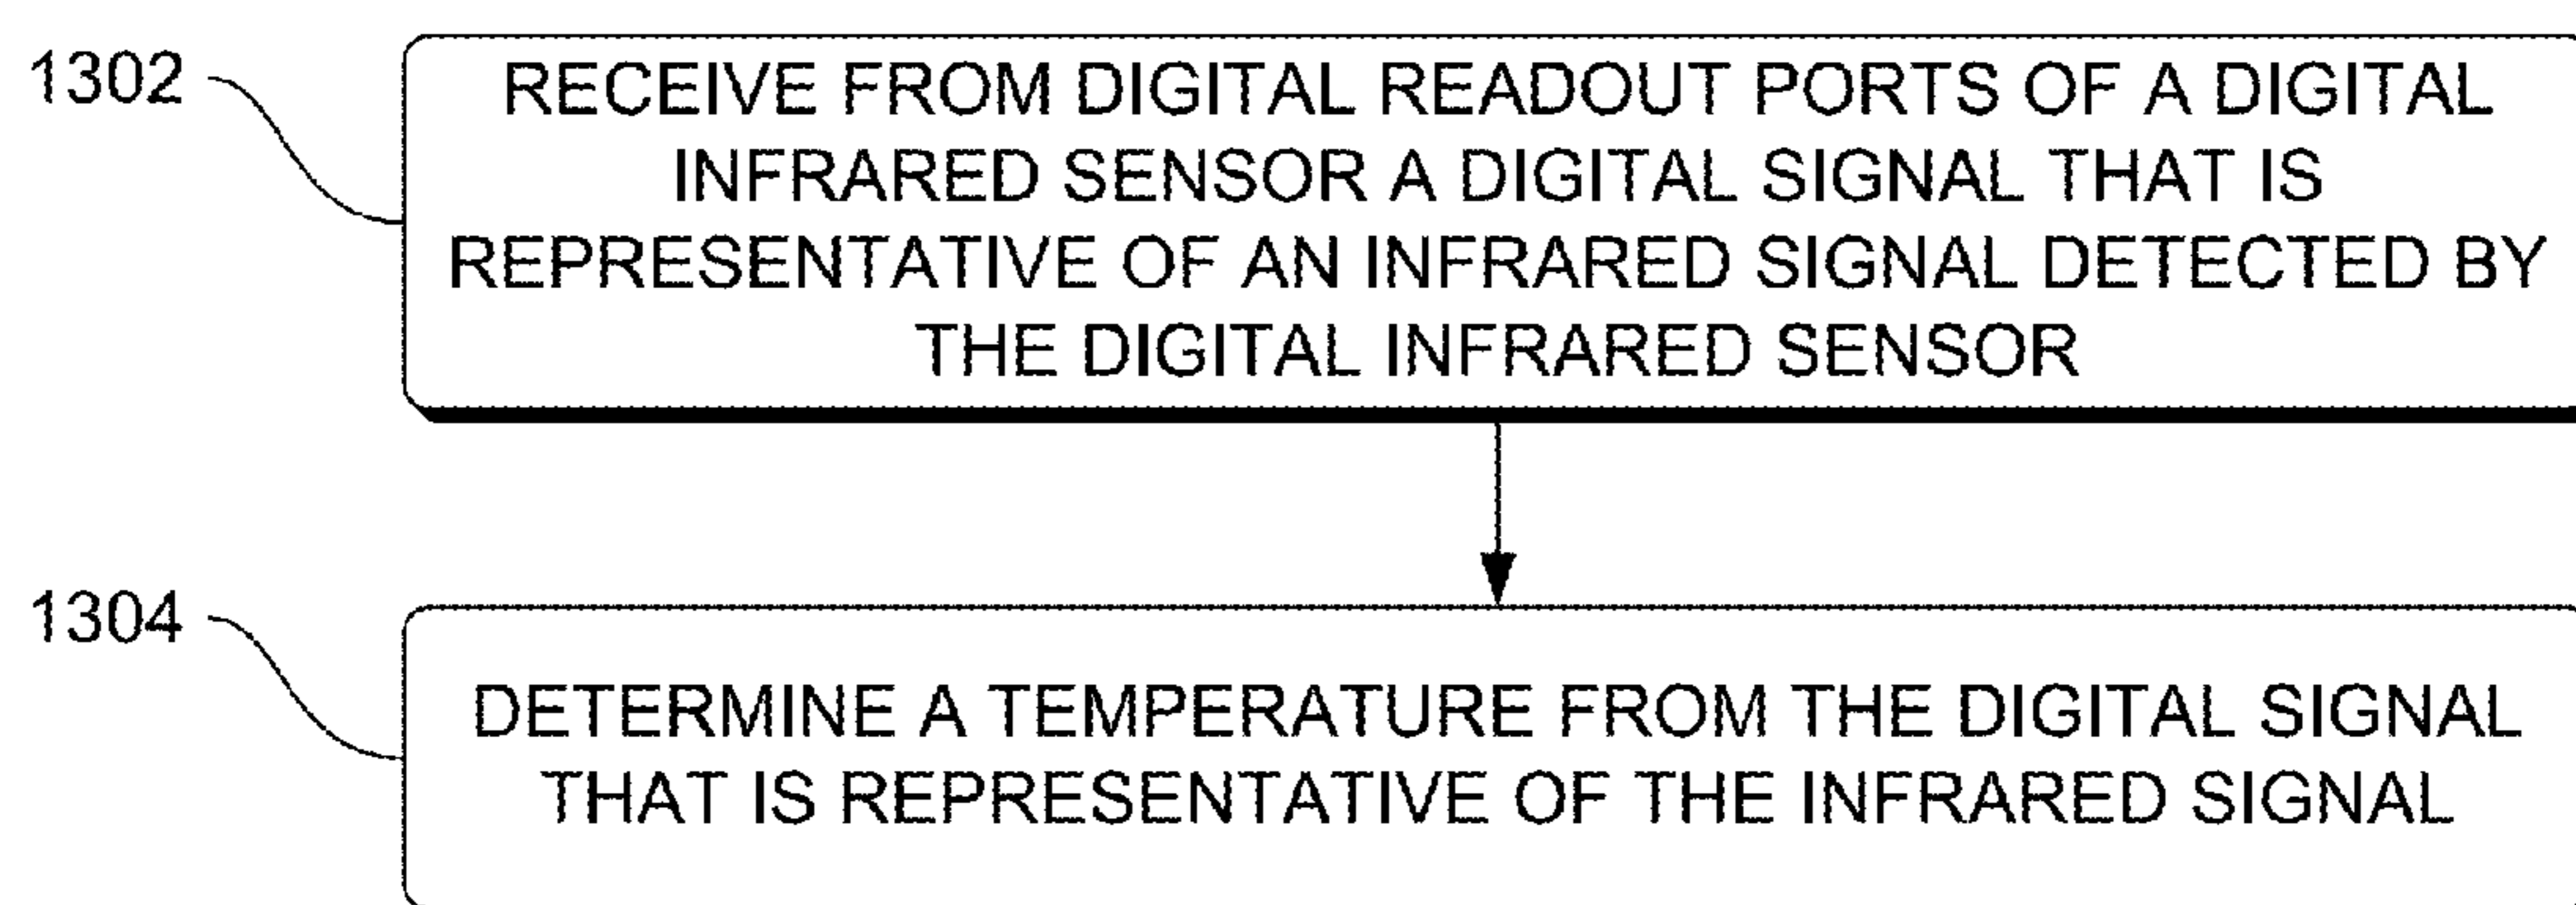 1302
RECEIVE FROM DIGITAL READOUT PORTS OF A DIGITAL
INFRARED SENSOR A DIGITAL SIGNAL THAT IS
REPRESENTATIVE OF AN INFRARED SIGNAL DETECTED BY
THE DIGITAL INFRARED SENSOR
1304
DETERMINE A TEMPERATURE FROM THE DIGITAL SIGNAL
THAT IS REPRESENTATIVE OF THE INFRARED SIGNAL